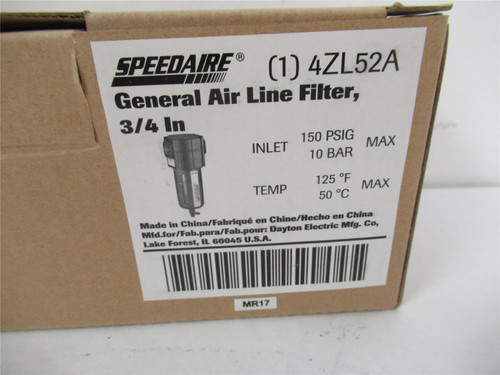 SPEEDAIRE® (1) 4ZL52A
General Air Line Filter,
3/4 In
INLET 150 PSIG 10 BAR MAX
TEMP 125 °F 50 °C MAX
Made in China/Fabriqué en Chine/Hecho en China
Mfd.for/Fab.para/Fab.pour: Dayton Electric Mfg. Co,
Lake Forest, IL 60045 U.S.A.
MR17